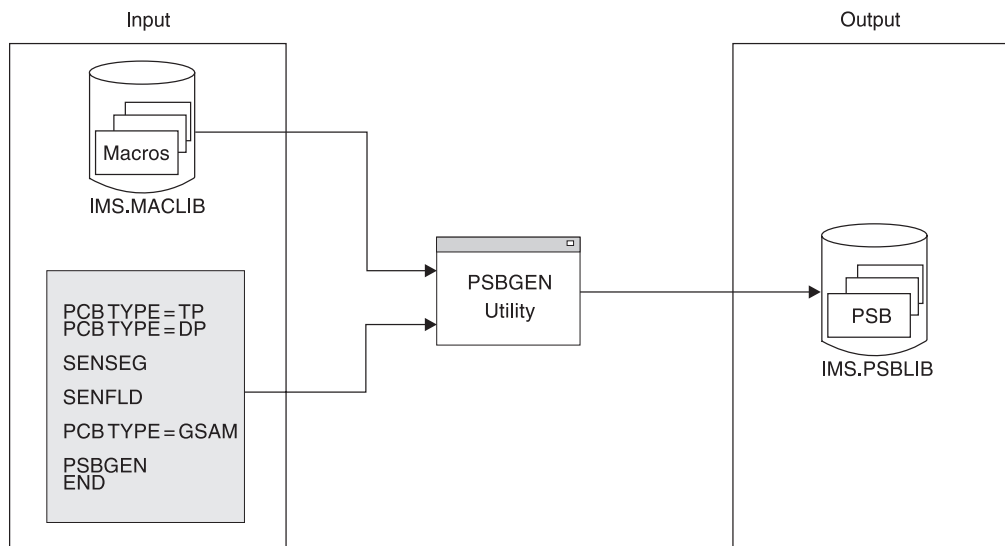 Input
Output
Macros
IMS.MACLIB
PCB TYPE=TP
PCB TYPE=DP
SENSEG
SENFLD
PCB TYPE=GSAM
PSBGEN
END
PSBGEN
Utility
PSB
IMS.PSBLIB